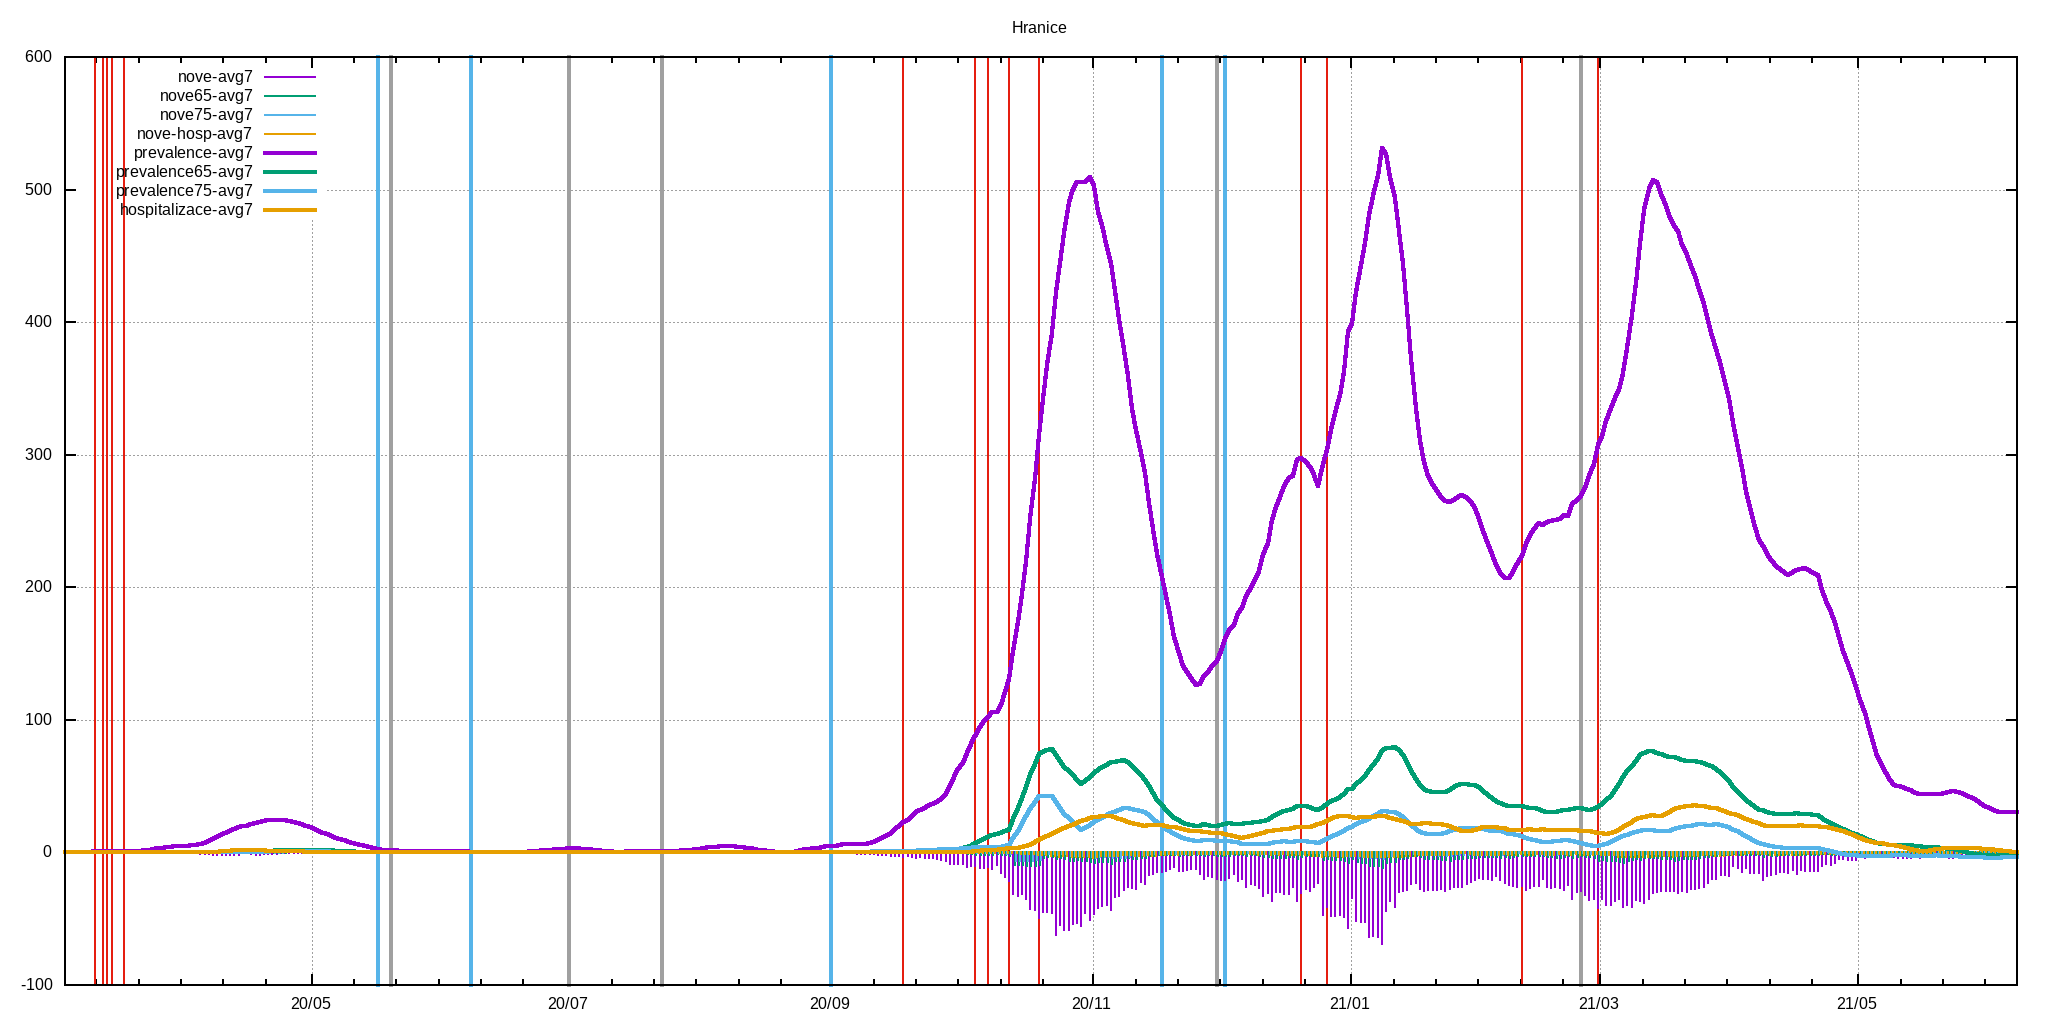 Hranice
600
500
400
300
200
100
0
-100
nove-avg7
nove65-avg7
nove75-avg7
nove-hosp-avg7
prevalence-avg7
prevalence65-avg7
prevalence75-avg7
hospitalizace-avg7
20/05 20/07 20/09 20/11 21/01 21/03 21/05